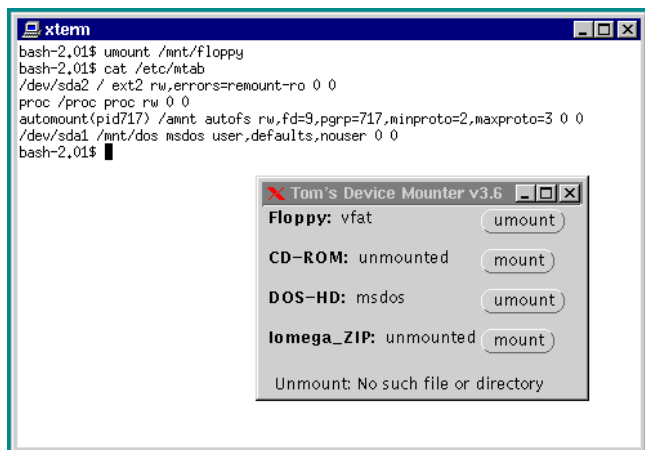 xterm
bash-2.01$ umount /mnt/floppy
bash-2.01$ cat /etc/mtab
/dev/sda2 / ext2 rw,errors=remount-ro 0 0
proc /proc proc rw 0 0
automount(pid717) /amnt autofs rw,fd=9,pgrp=717,minproto=2,maxproto=3 0 0
/dev/sda1 /mnt/dos msdos user,defaults,nouser 0 0
bash-2.01$
Tom's Device Mounter v3.6
Floppy: vfat umount
CD-ROM: unmounted mount
DOS-HD: msdos umount
Iomega_ZIP: unmounted mount
Unmount: No such file or directory